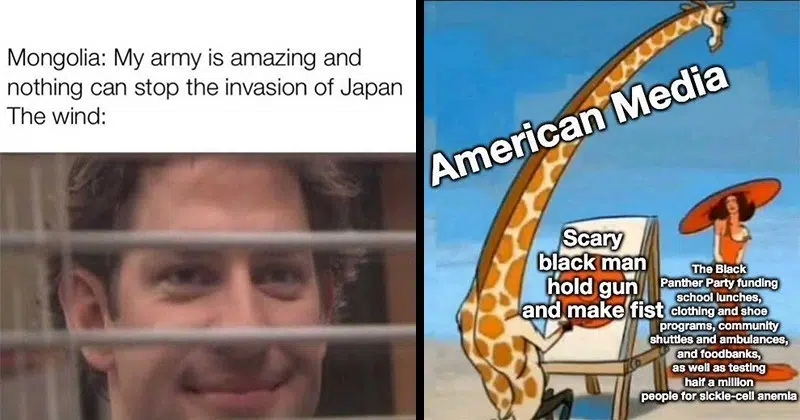 Mongolia: My army is amazing and
nothing can stop the invasion of Japan
The wind:
American Media
Scary
black man
hold gun
and make fist
The Black
Panther Party funding
school lunches,
clothing and shoe
programs, community
shuttles and ambulances,
and foodbanks,
as well as testing
half a million
people for sickle-cell anemia